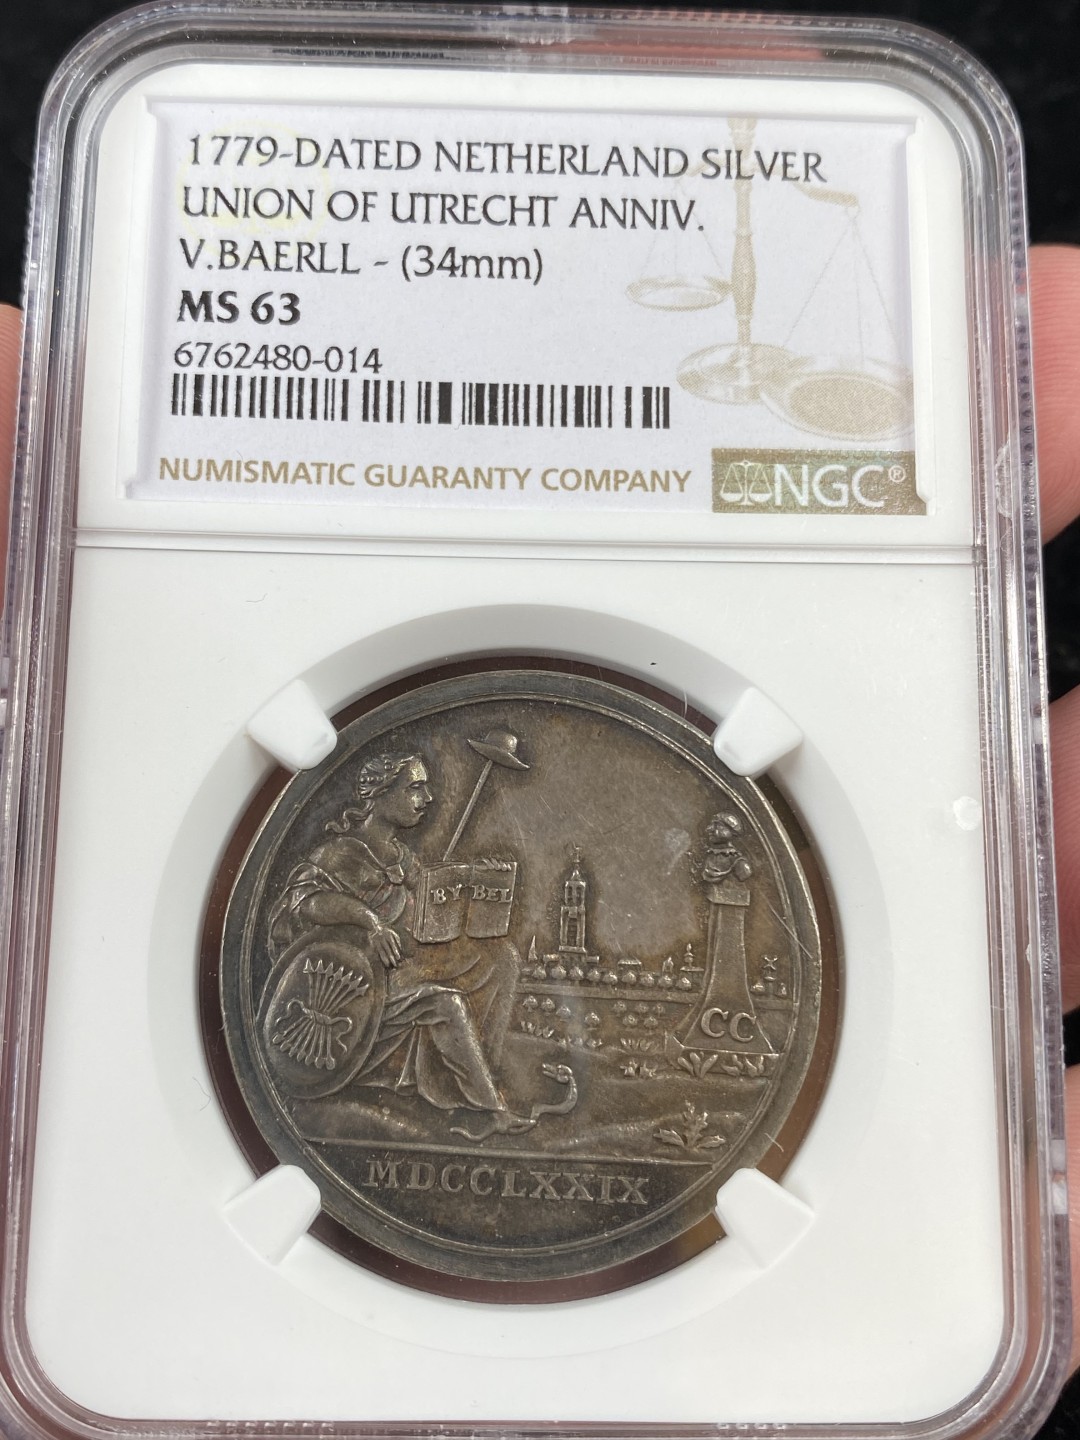 1779-DATED NETHERLAND SILVER
UNION OF UTRECHT ANNIV.
V.BAERLL - (34mm)
MS 63
6762480-014
NUMISMATIC GUARANTY COMPANY
NGC®
BY BEL
CC
MDCCLXXIX